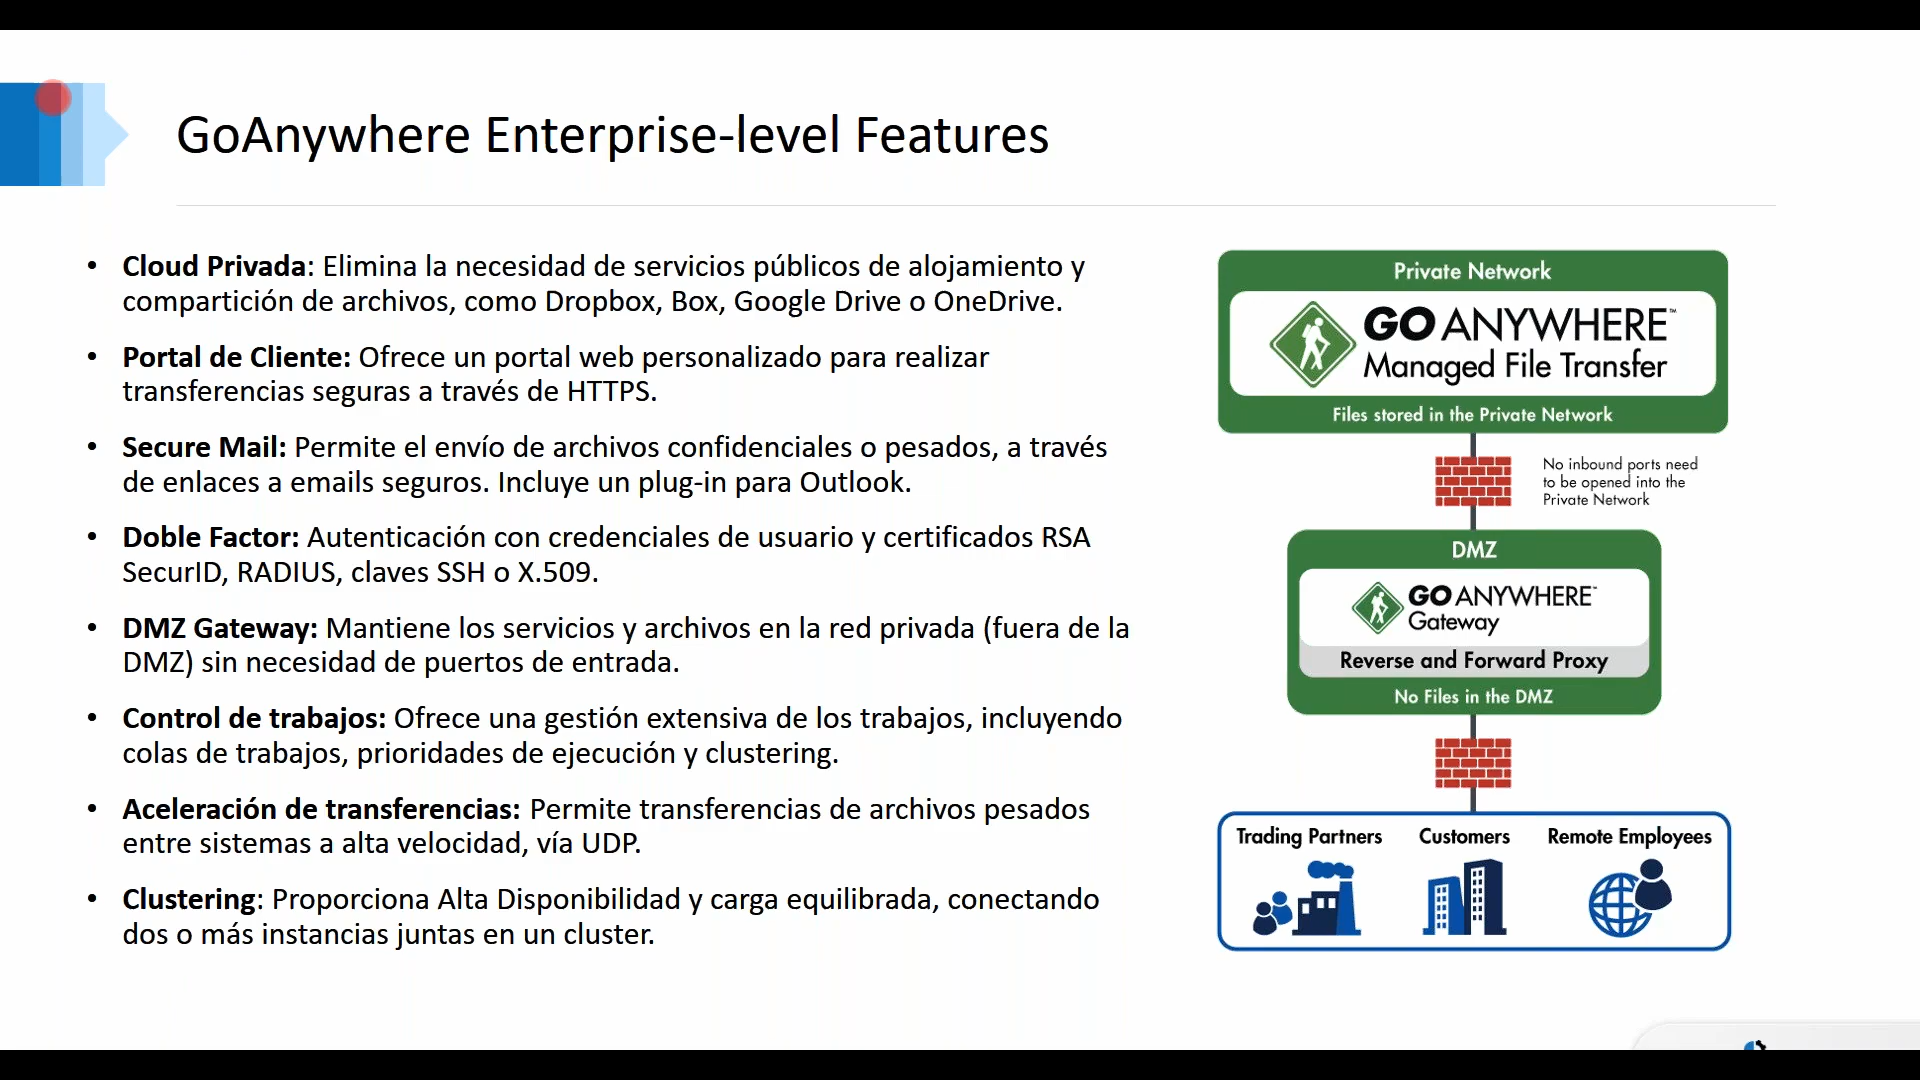 GoAnywhere Enterprise-level Features
• Cloud Privada: Elimina la necesidad de servicios públicos de alojamiento y
compartición de archivos, como Dropbox, Box, Google Drive o OneDrive.
• Portal de Cliente: Ofrece un portal web personalizado para realizar
transferencias seguras a través de HTTPS.
• Secure Mail: Permite el envío de archivos confidenciales o pesados, a través
de enlaces a emails seguros. Incluye un plug-in para Outlook.
• Doble Factor: Autenticación con credenciales de usuario y certificados RSA
SecurID, RADIUS, claves SSH o X.509.
• DMZ Gateway: Mantiene los servicios y archivos en la red privada (fuera de la
DMZ) sin necesidad de puertos de entrada.
• Control de trabajos: Ofrece una gestión extensiva de los trabajos, incluyendo
colas de trabajos, prioridades de ejecución y clustering.
• Aceleración de transferencias: Permite transferencias de archivos pesados
entre sistemas a alta velocidad, vía UDP.
• Clustering: Proporciona Alta Disponibilidad y carga equilibrada, conectando
dos o más instancias juntas en un cluster.
Private Network
GO ANYWHERE™
Managed File Transfer
Files stored in the Private Network
No inbound ports need
to be opened into the
Private Network
DMZ
GO ANYWHERE™
Gateway
Reverse and Forward Proxy
No Files in the DMZ
Trading Partners Customers Remote Employees